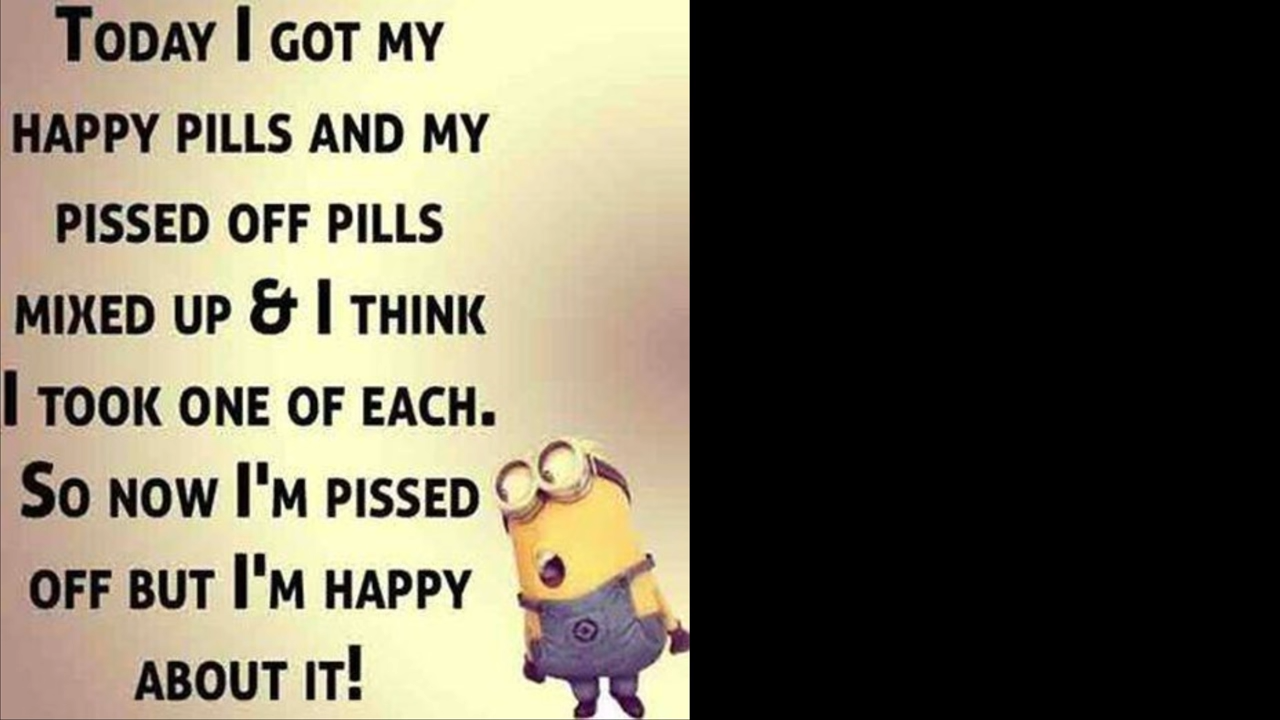 Today I got my
happy pills and my
pissed off pills
mixed up & I think
I took one of each.
So now I'm pissed
off but I'm happy
about it!